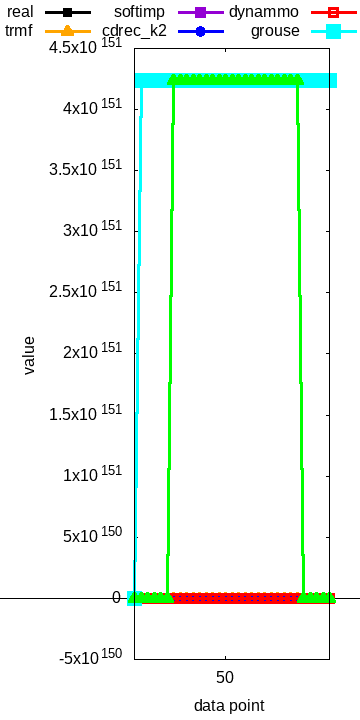 real softimp dynammo
trmf cdrec_k2 grouse
4.5x10^151
4x10^151
3.5x10^151
3x10^151
2.5x10^151
2x10^151
1.5x10^151
1x10^151
5x10^150
0
-5x10^150
value
50
data point